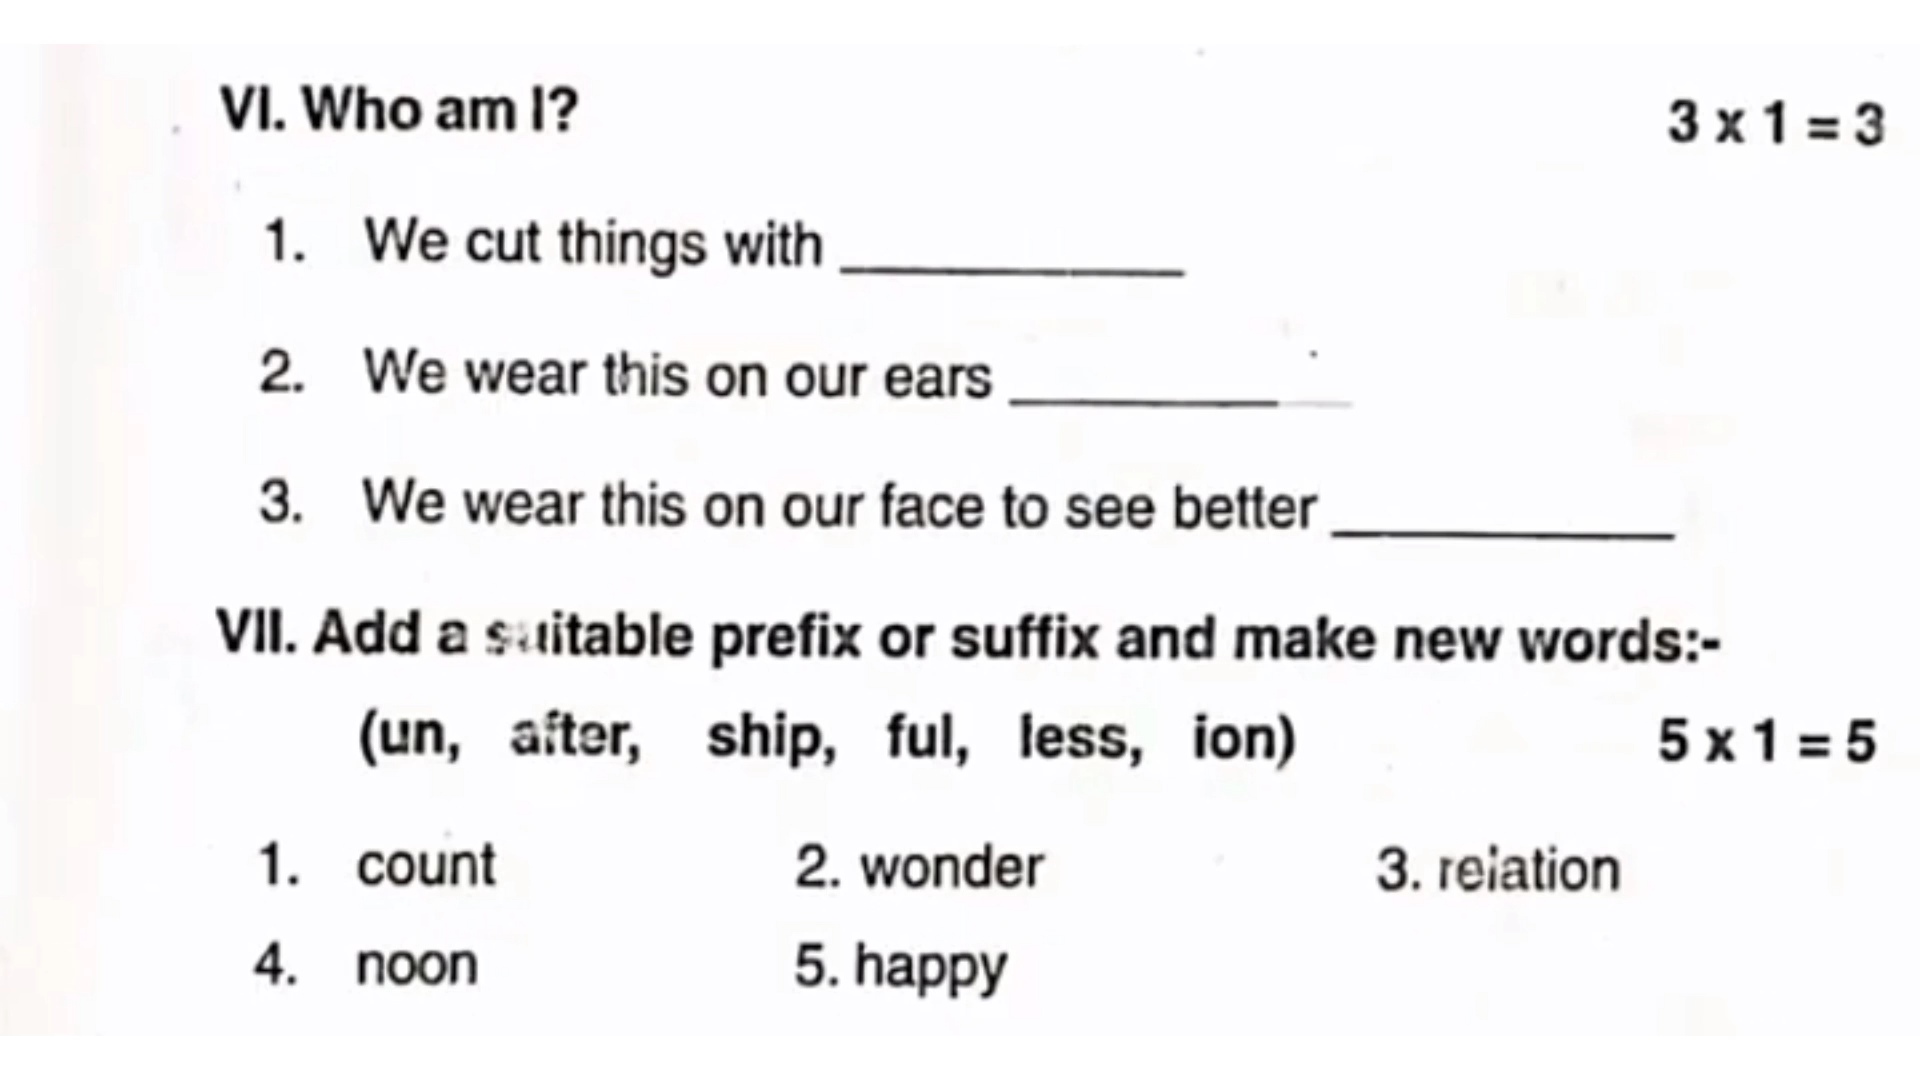 VI. Who am I? 3 x 1 = 3
1. We cut things with __________
2. We wear this on our ears __________
3. We wear this on our face to see better __________
VII. Add a suitable prefix or suffix and make new words:-
(un, after, ship, ful, less, ion) 5 x 1 = 5
1. count 2. wonder 3. relation
4. noon 5. happy